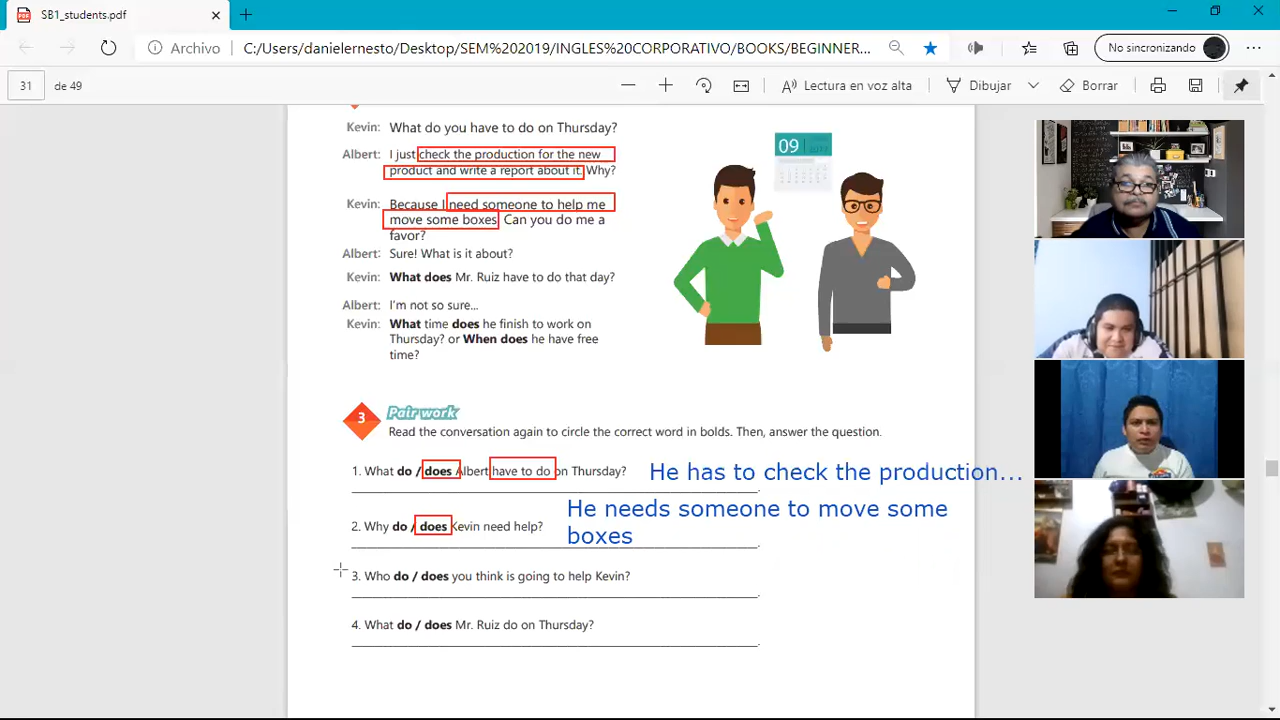 SB1_students.pdf
Archivo C:/Users/danielernesto/Desktop/SEM%202019/INGLES%20CORPORATIVO/BOOKS/BEGINNER... No sincronizando
31 de 49 Lectura en voz alta Dibujar Borrar
Kevin: What do you have to do on Thursday?
Albert: I just check the production for the new
product and write a report about it. Why?
Kevin: Because I need someone to help me
move some boxes Can you do me a
favor?
Albert: Sure! What is it about?
Kevin: What does Mr. Ruiz have to do that day?
Albert: I'm not so sure...
Kevin: What time does he finish to work on
Thursday? or When does he have free
time?
09
3 Pair work
Read the conversation again to circle the correct word in bolds. Then, answer the question.
1. What do / does Albert have to do on Thursday? He has to check the production...
2. Why do / does Kevin need help? He needs someone to move some
boxes
3. Who do / does you think is going to help Kevin?
4. What do / does Mr. Ruiz do on Thursday?